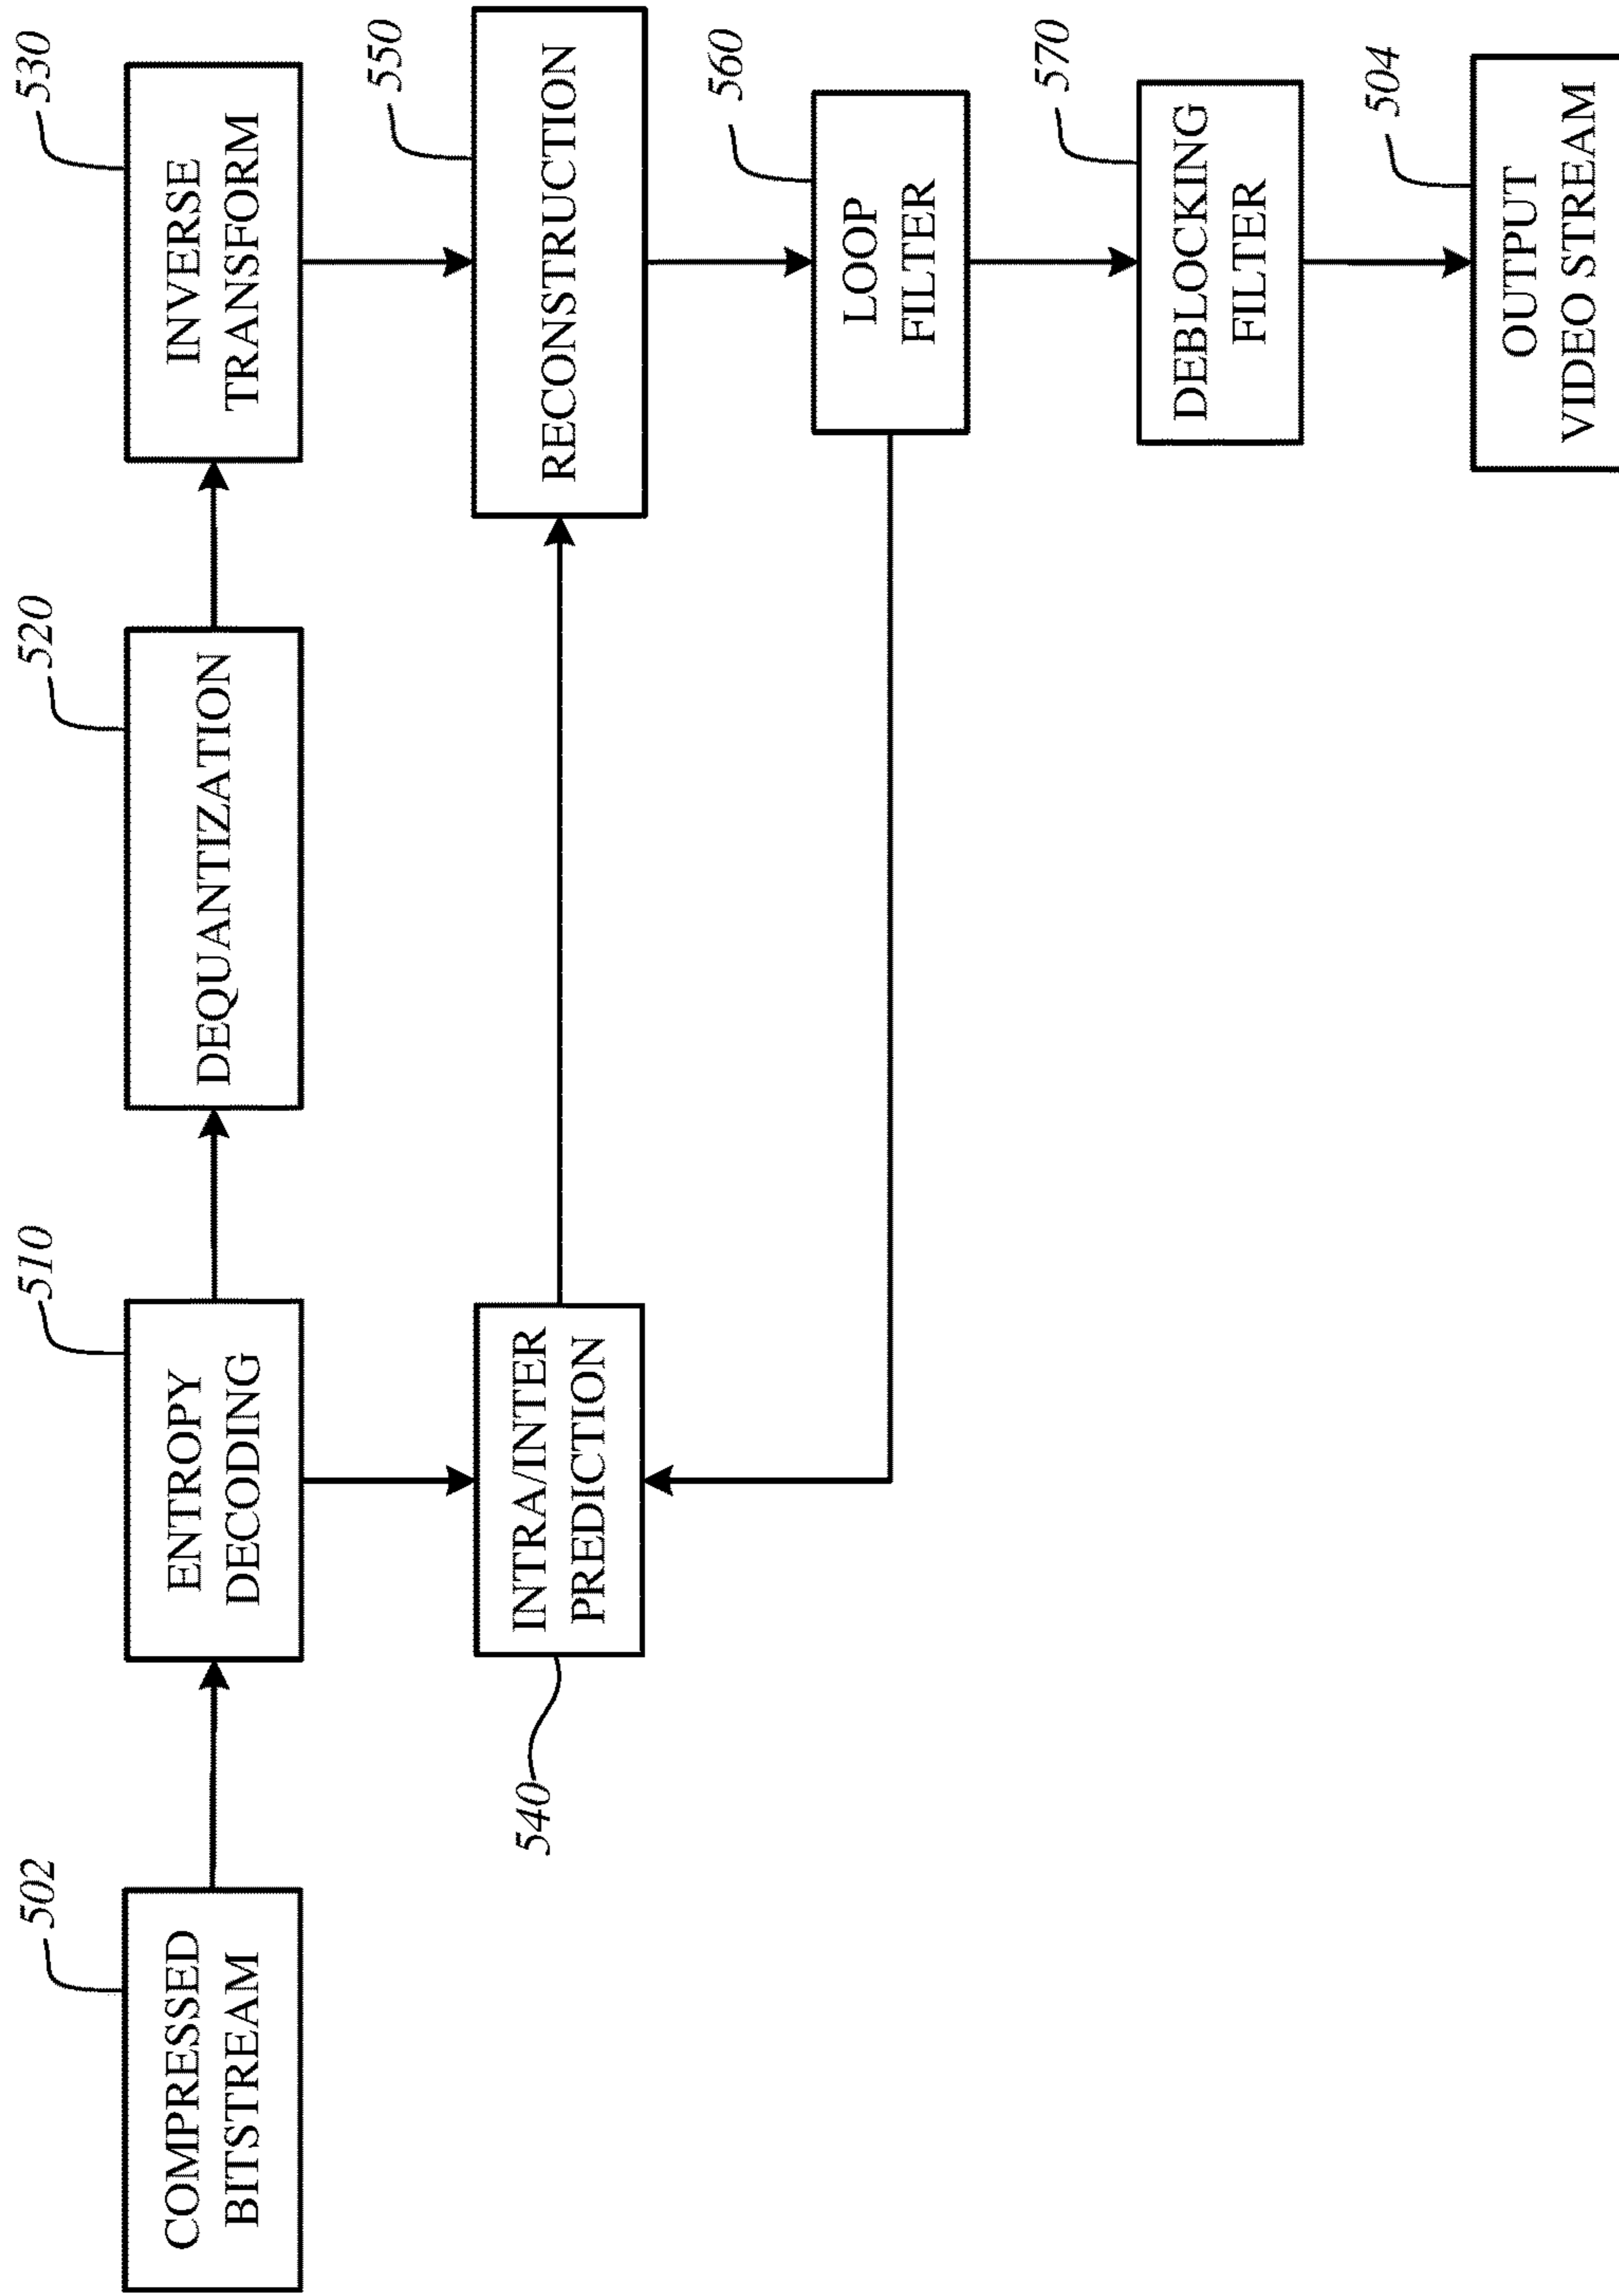 502
COMPRESSED
BITSTREAM
510
ENTROPY
DECODING
520
DEQUANTIZATION
530
INVERSE
TRANSFORM
540
INTRA/INTER
PREDICTION
550
RECONSTRUCTION
560
LOOP
FILTER
570
DEBLOCKING
FILTER
504
OUTPUT
VIDEO STREAM